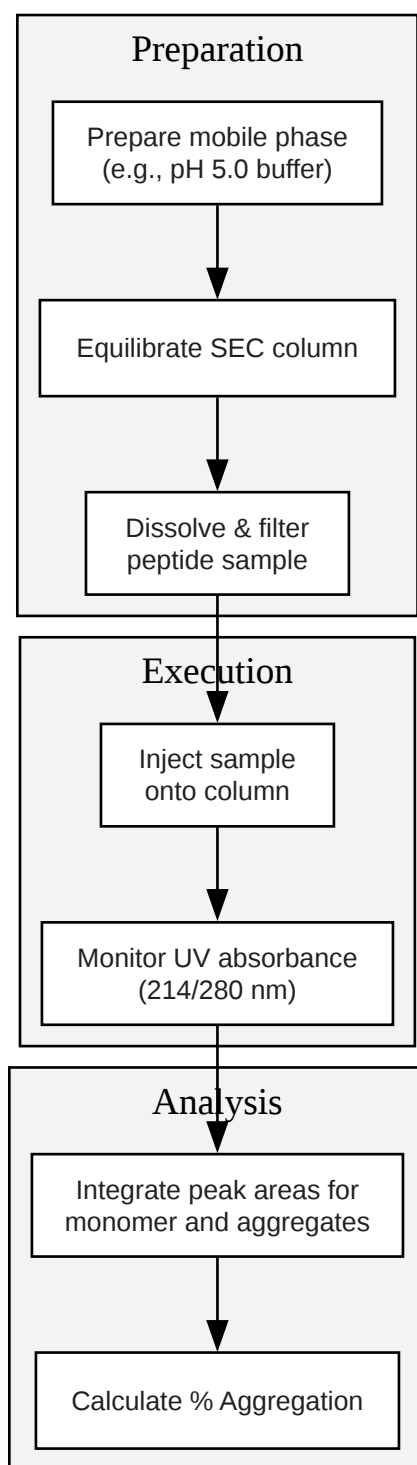 Preparation
Prepare mobile phase
(e.g., pH 5.0 buffer)
Equilibrate SEC column
Dissolve & filter
peptide sample
Execution
Inject sample
onto column
Monitor UV absorbance
(214/280 nm)
Analysis
Integrate peak areas for
monomer and aggregates
Calculate % Aggregation